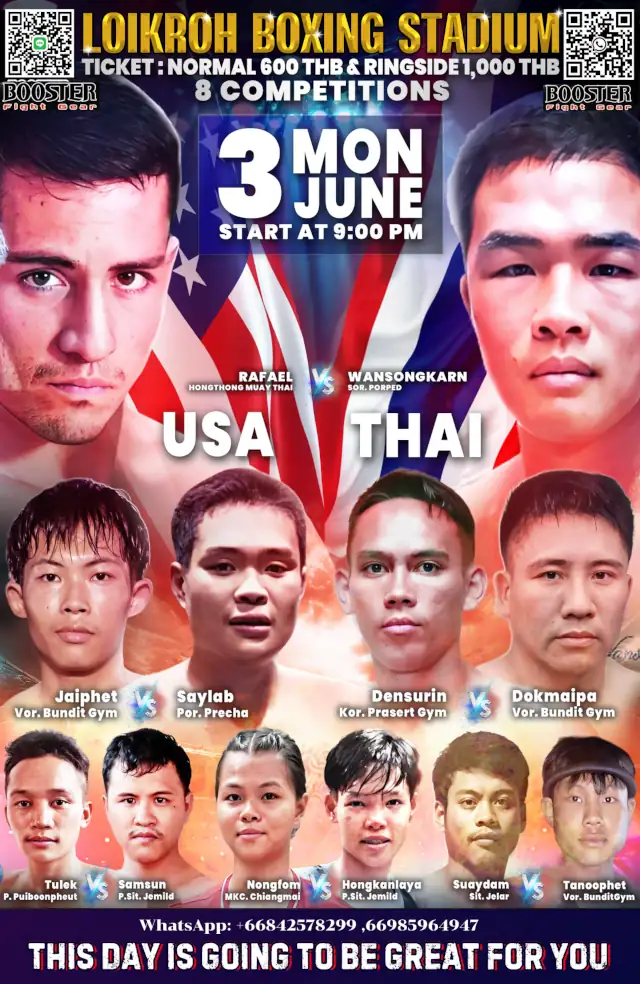 LOIKROH BOXING STADIUM
TICKET : NORMAL 600 THB & RINGSIDE 1,000 THB
8 COMPETITIONS
BOOSTER
Fight Gear
BOOSTER
Fight Gear
3 MON
JUNE
START AT 9:00 PM
RAFAEL VS WANSONGKARN
HONGTHONG MUAY THAI SOR. PORPED
USA THAI
Jaiphet VS Saylab
Vor. Bundit Gym Por. Precha
Densurin VS Dokmaipa
Kor. Prasert Gym Vor. Bundit Gym
Tulek VS Samsun
P. Puiboenpheut P.Sit. Jemild
Nongfom VS Hongkanlaya
MKC. Chiangmai P.Sit. Jemild
Suaydam VS Tanoophet
Sit. Jelar Vor. BunditGym
WhatsApp: +66842578299 ,66985964947
THIS DAY IS GOING TO BE GREAT FOR YOU